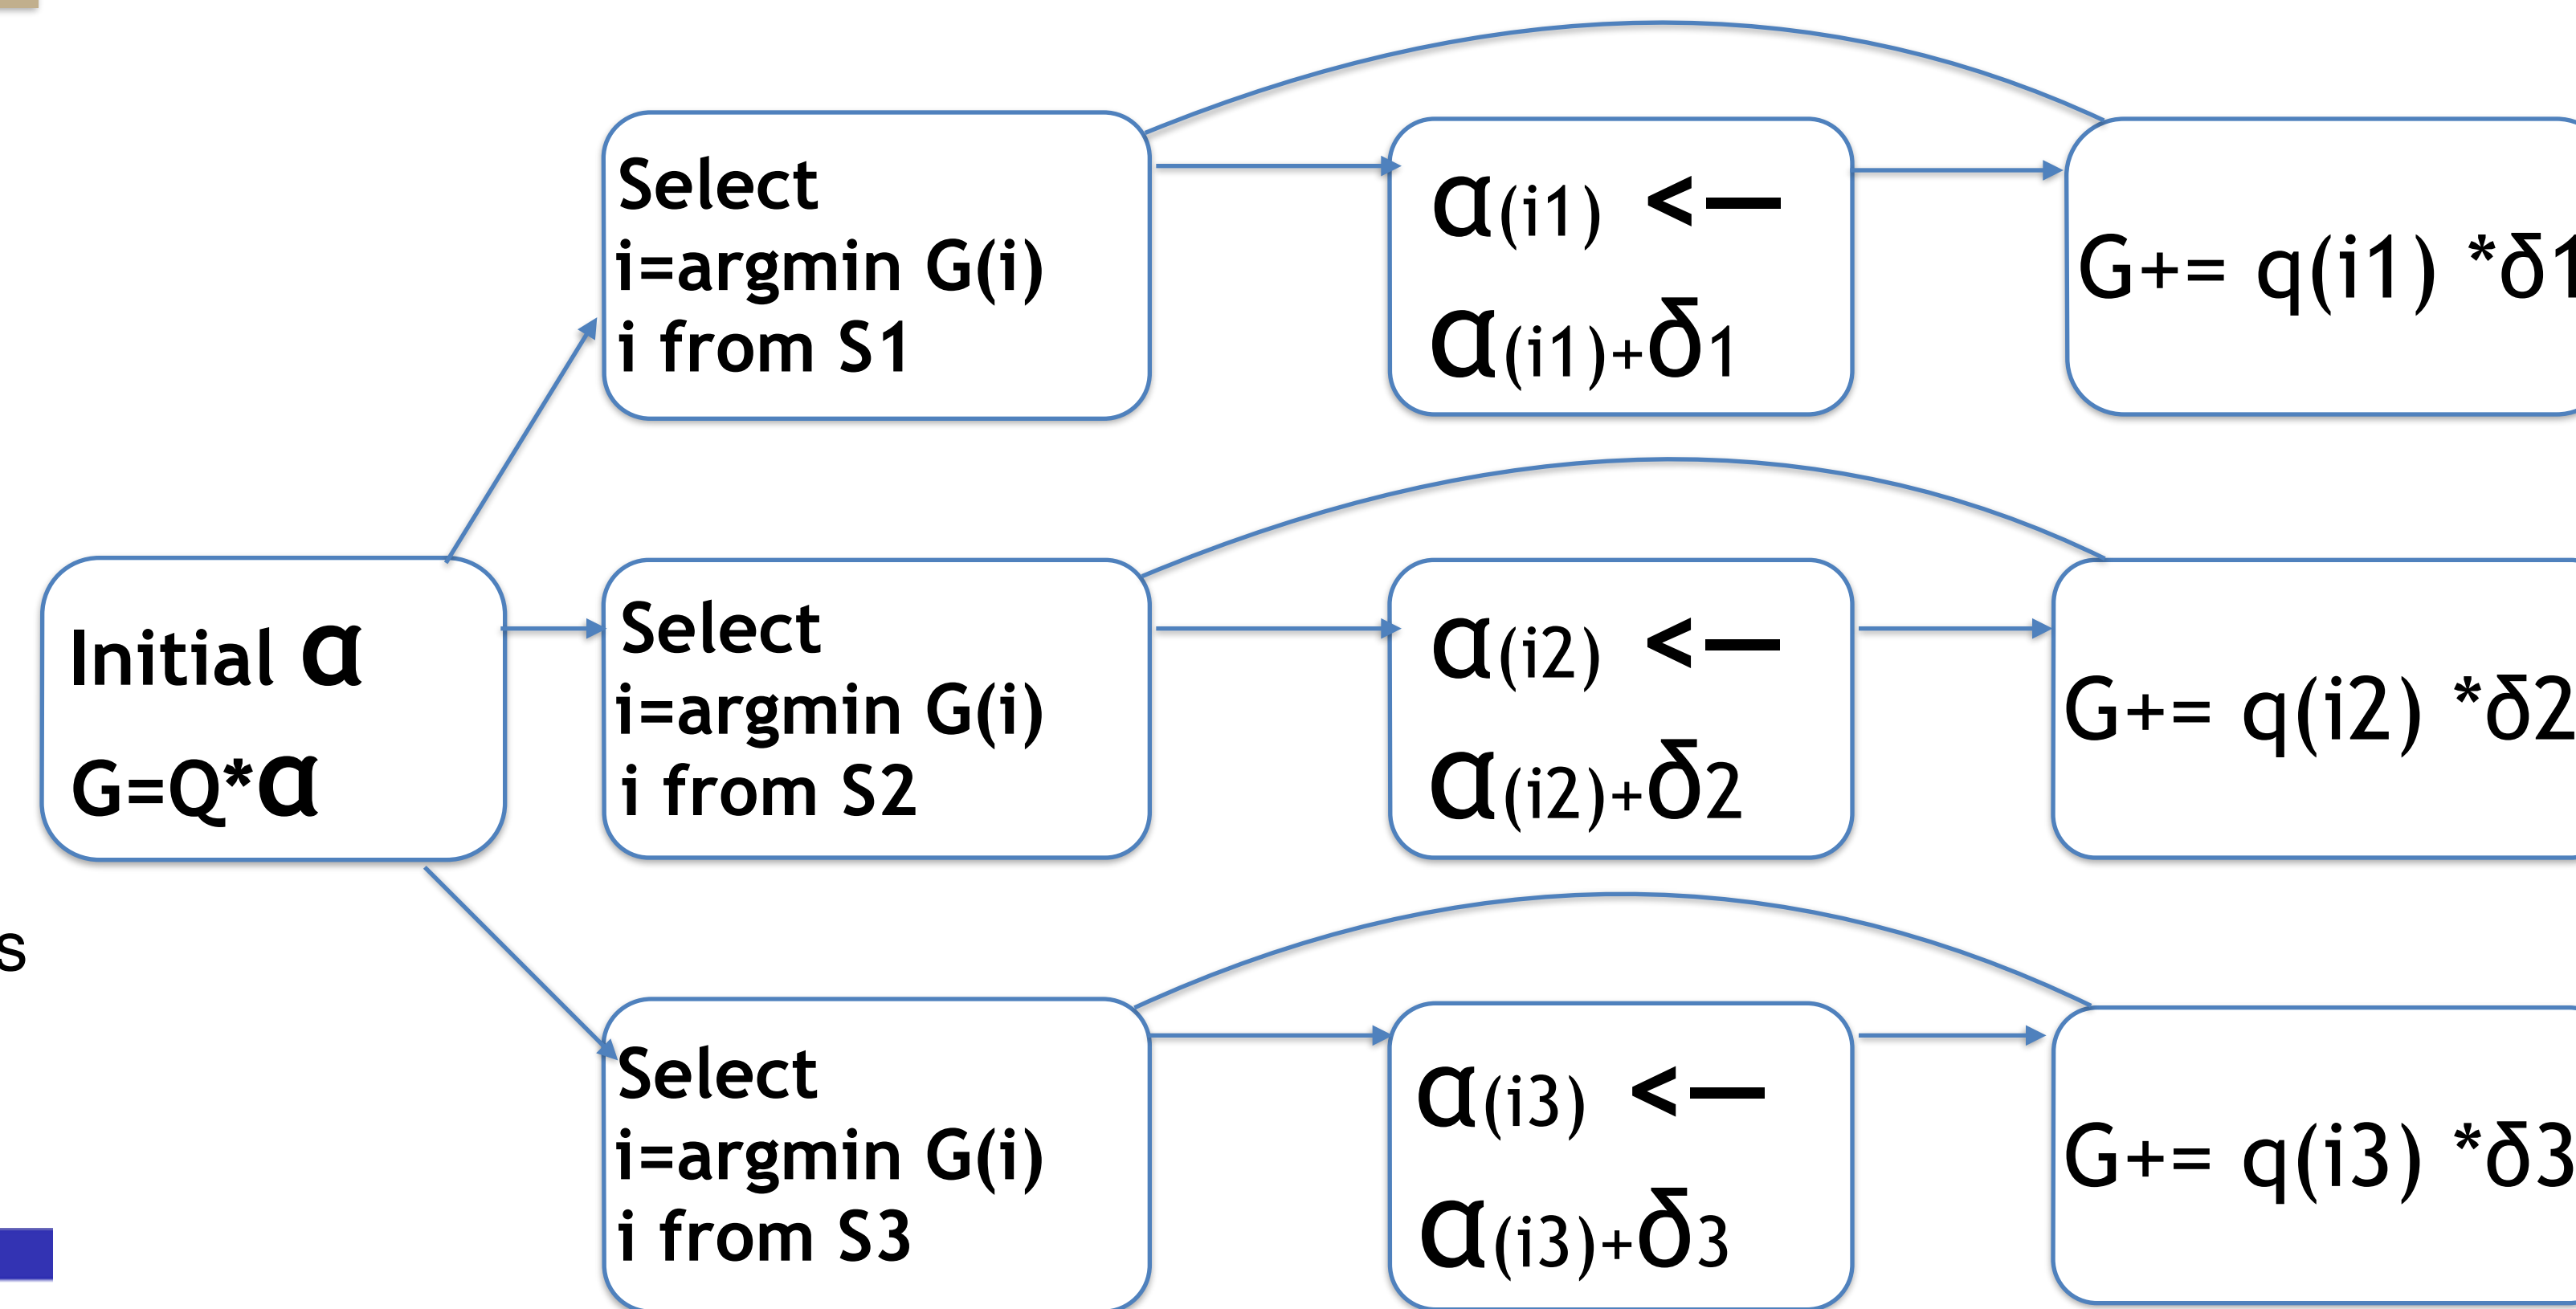 Initial α
G=Q*α
Select
i=argmin G(i)
i from S1
α(i1) <—
α(i1)+δ1
G+= q(i1) *δ1
Select
i=argmin G(i)
i from S2
α(i2) <—
α(i2)+δ2
G+= q(i2) *δ2
Select
i=argmin G(i)
i from S3
α(i3) <—
α(i3)+δ3
G+= q(i3) *δ3
s